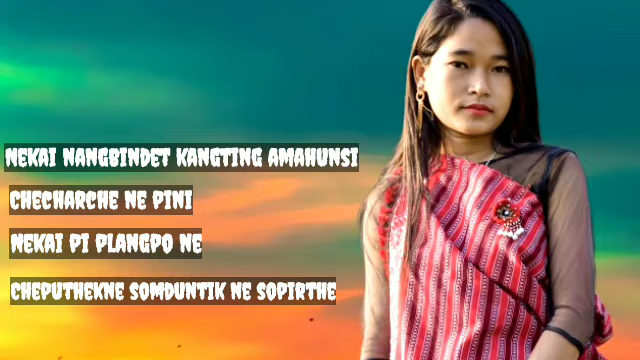 NEKAI NANGBINDET KANGTING AMAHUNSI
CHECHARCHE NE PINI
NEKAI PI PLANGPO NE
CHEPUTHEKNE SOMDUNTIK NE SOPIRTHE